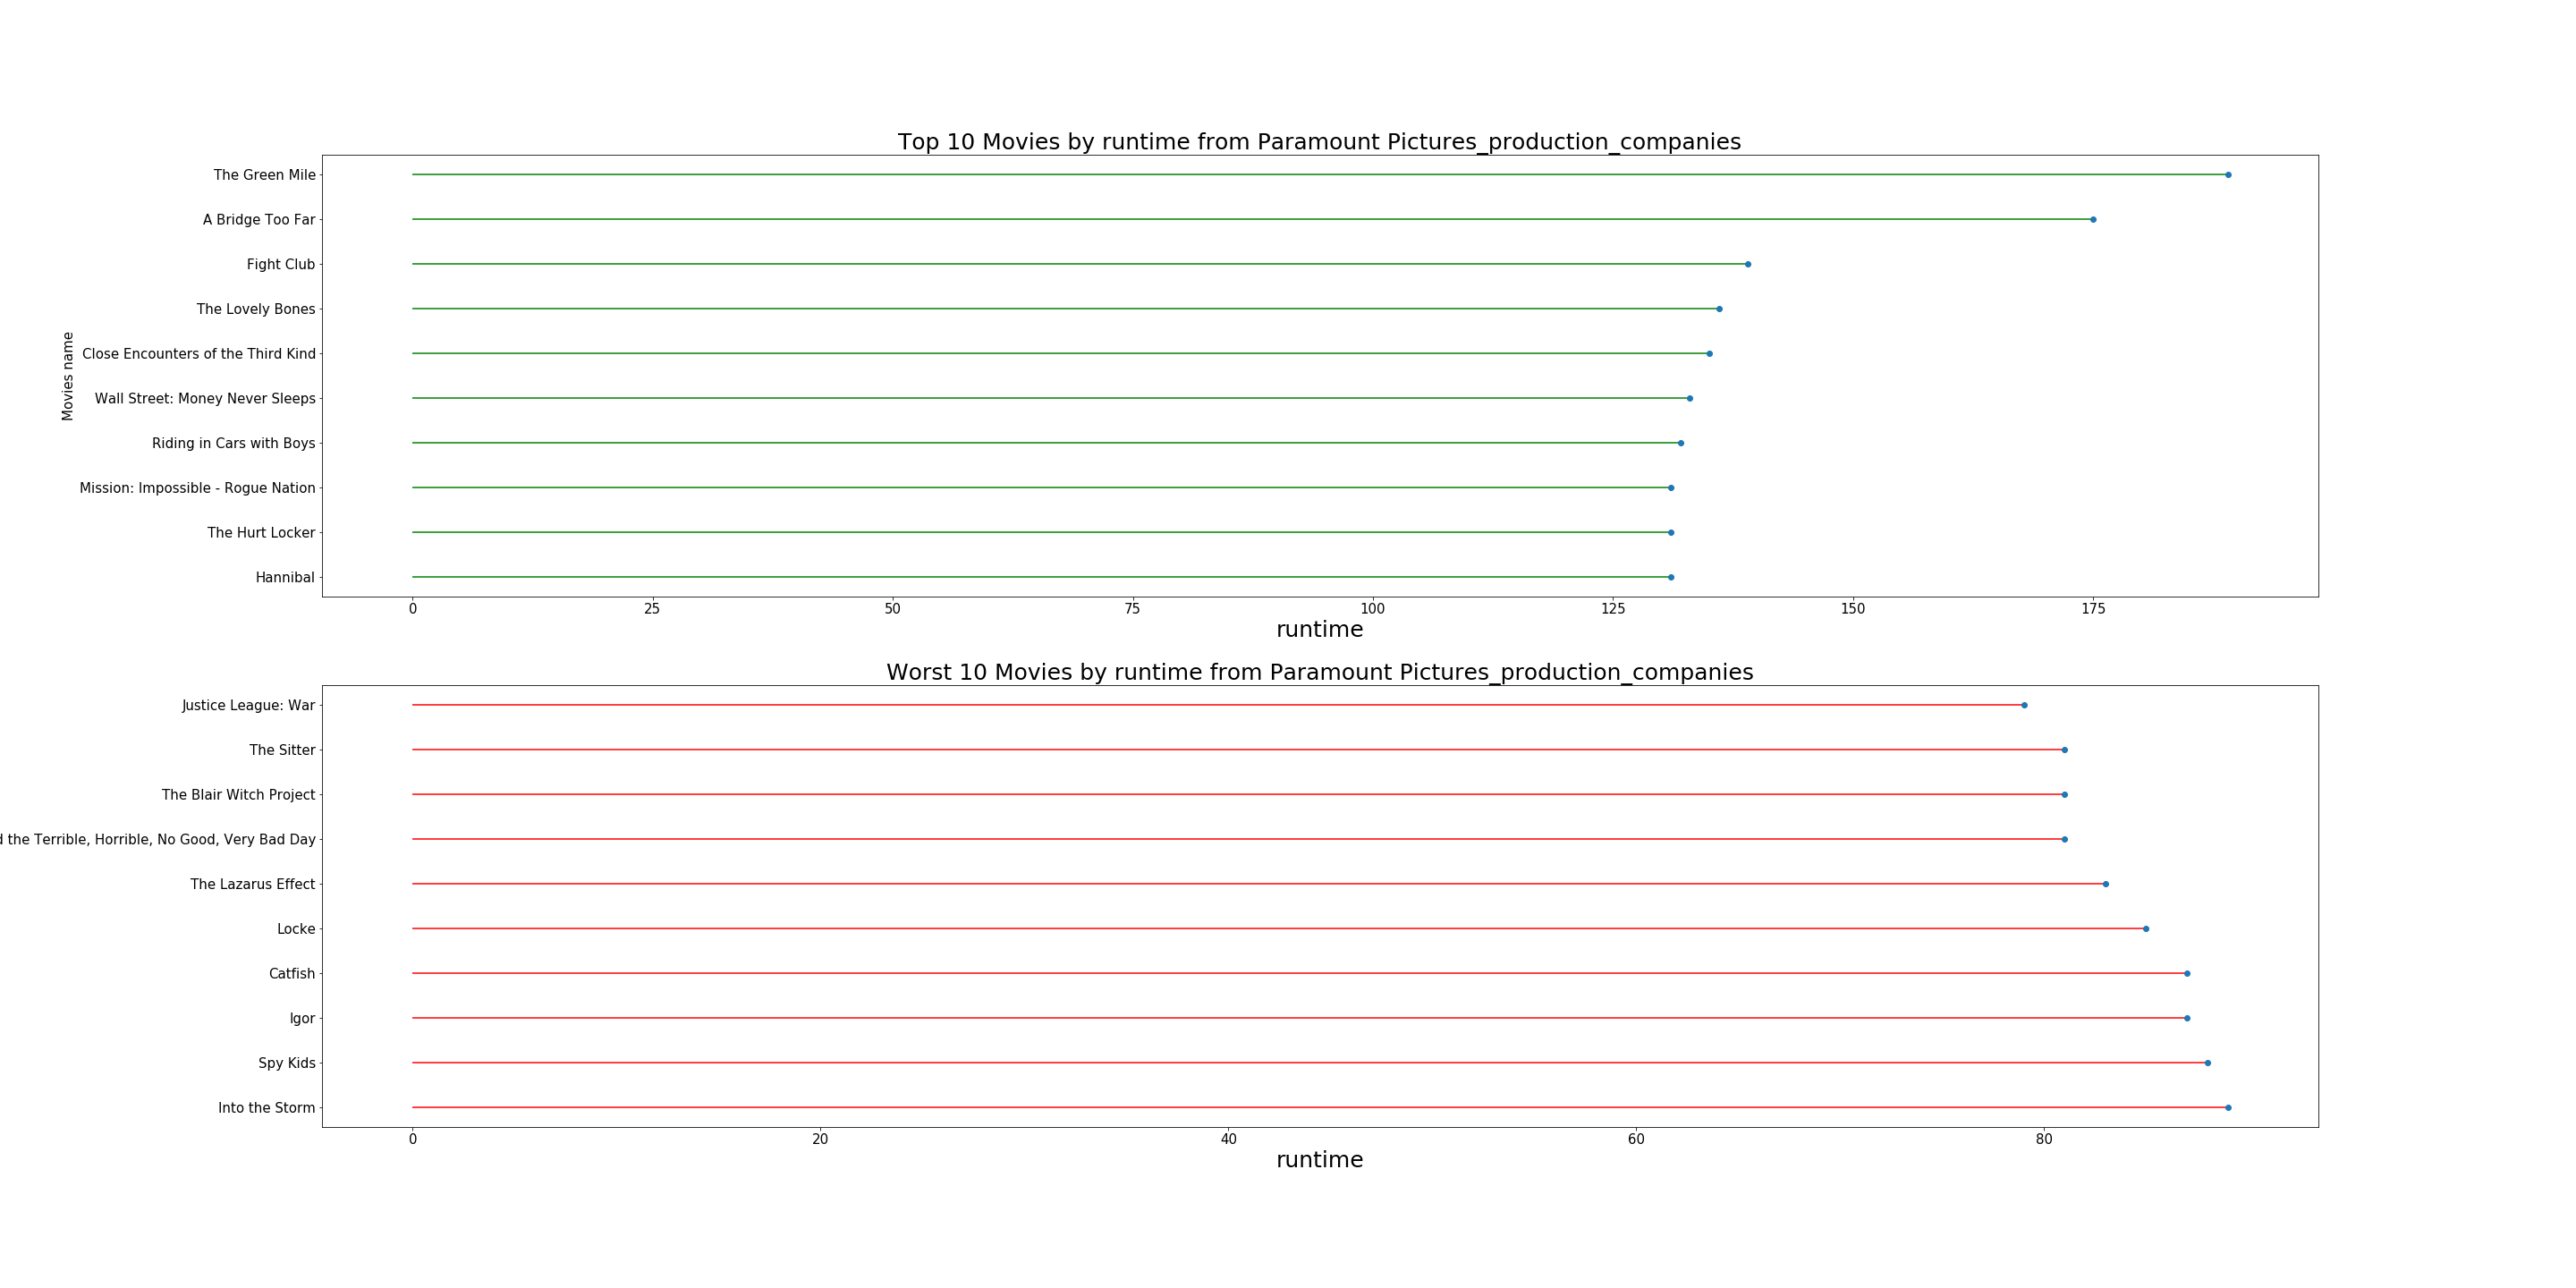 Top 10 Movies by runtime from Paramount Pictures_production_companies
Movies name
The Green Mile
A Bridge Too Far
Fight Club
The Lovely Bones
Close Encounters of the Third Kind
Wall Street: Money Never Sleeps
Riding in Cars with Boys
Mission: Impossible - Rogue Nation
The Hurt Locker
Hannibal
0 25 50 75 100 125 150 175
runtime
Worst 10 Movies by runtime from Paramount Pictures_production_companies
Justice League: War
The Sitter
The Blair Witch Project
the Terrible, Horrible, No Good, Very Bad Day
The Lazarus Effect
Locke
Catfish
Igor
Spy Kids
Into the Storm
0 20 40 60 80
runtime